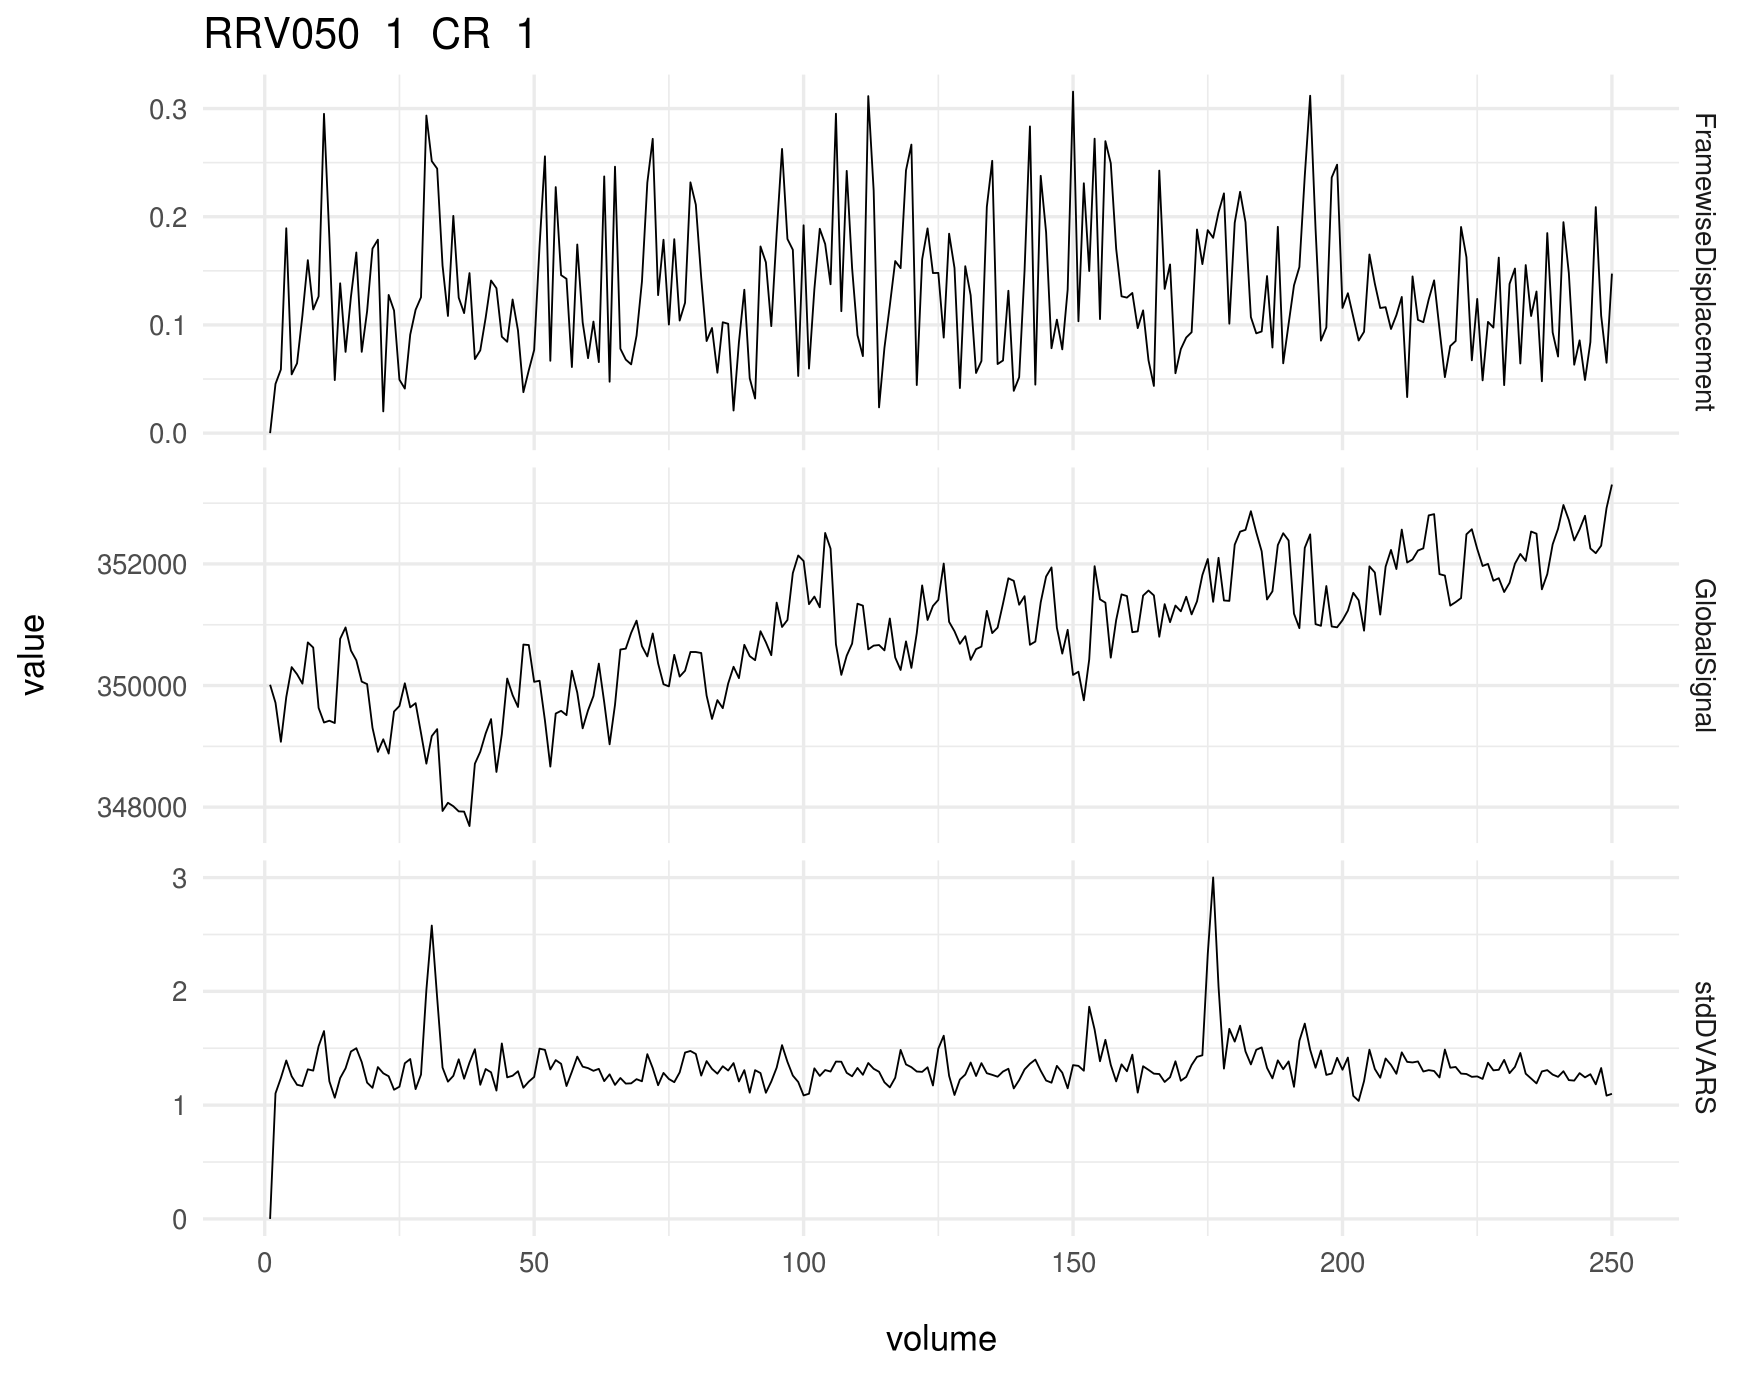 RRV050 1 CR 1
0.3
0.2
0.1
0.0
FramewiseDisplacement
352000
350000
348000
GlobalSignal
value
3
2
1
0
stdDVARS
0 50 100 150 200 250
volume